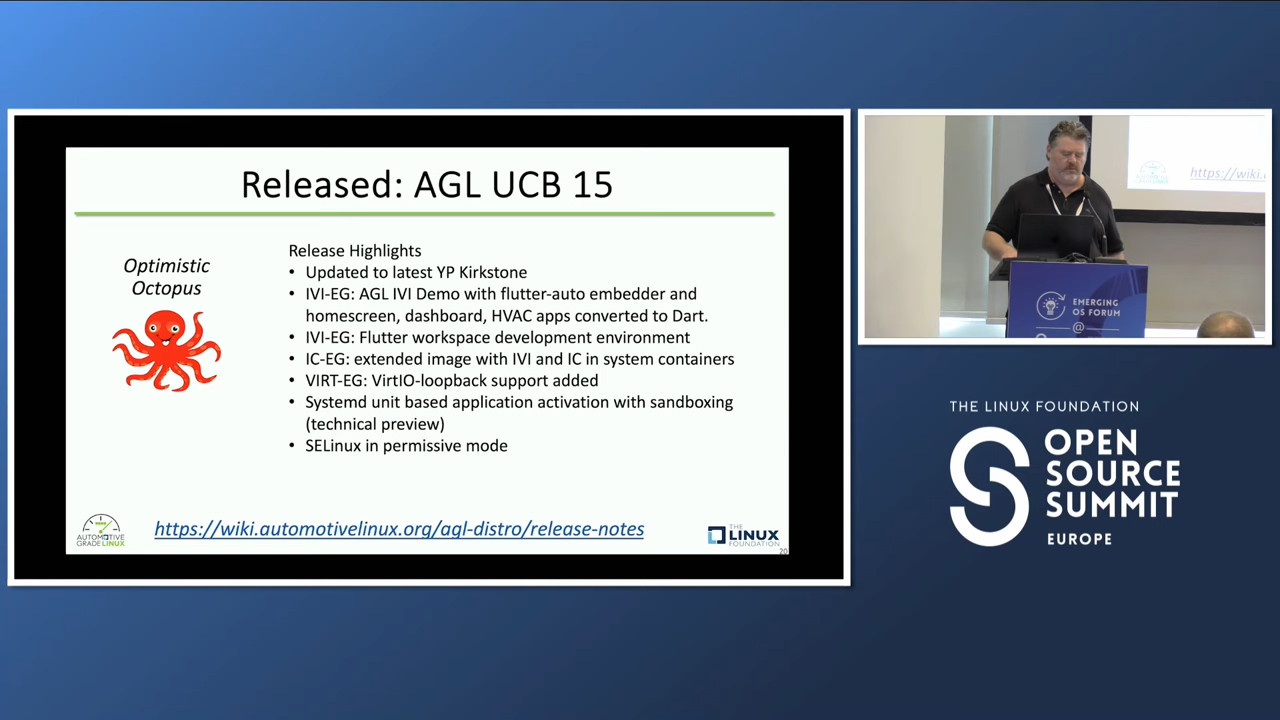 Released: AGL UCB 15
Optimistic
Octopus
Release Highlights
• Updated to latest YP Kirkstone
• IVI-EG: AGL IVI Demo with flutter-auto embedder and
homescreen, dashboard, HVAC apps converted to Dart.
• IVI-EG: Flutter workspace development environment
• IC-EG: extended image with IVI and IC in system containers
• VIRT-EG: VirtIO-loopback support added
• Systemd unit based application activation with sandboxing
(technical preview)
• SELinux in permissive mode
AUTOMOTIVE
GRADE LINUX
https://wiki.automotivelinux.org/agl-distro/release-notes
THE
LINUX
FOUNDATION
20
https://wiki.
EMERGING
OS FORUM
@
THE LINUX FOUNDATION
OPEN
SOURCE
SUMMIT
EUROPE